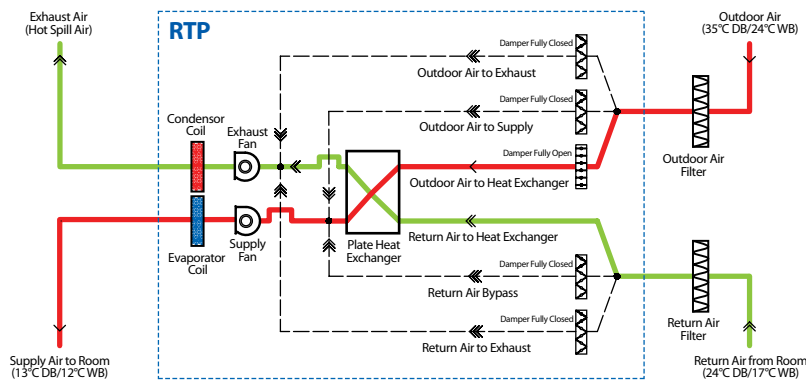 Exhaust Air
(Hot Spill Air)
RTP
Outdoor Air
(35°C DB/24°C WB)
Damper Fully Closed
Outdoor Air to Exhaust
Damper Fully Closed
Outdoor Air to Supply
Condensor
Coil
Exhaust
Fan
Outdoor Air
Filter
Damper Fully Open
Outdoor Air to Heat Exchanger
Evaporator
Coil
Supply
Fan
Plate Heat
Exchanger
Return Air to Heat Exchanger
Damper Fully Closed
Return Air Bypass
Damper Fully Closed
Return Air to Exhaust
Return Air
Filter
Supply Air to Room
(13°C DB/12°C WB)
Return Air from Room
(24°C DB/17°C WB)